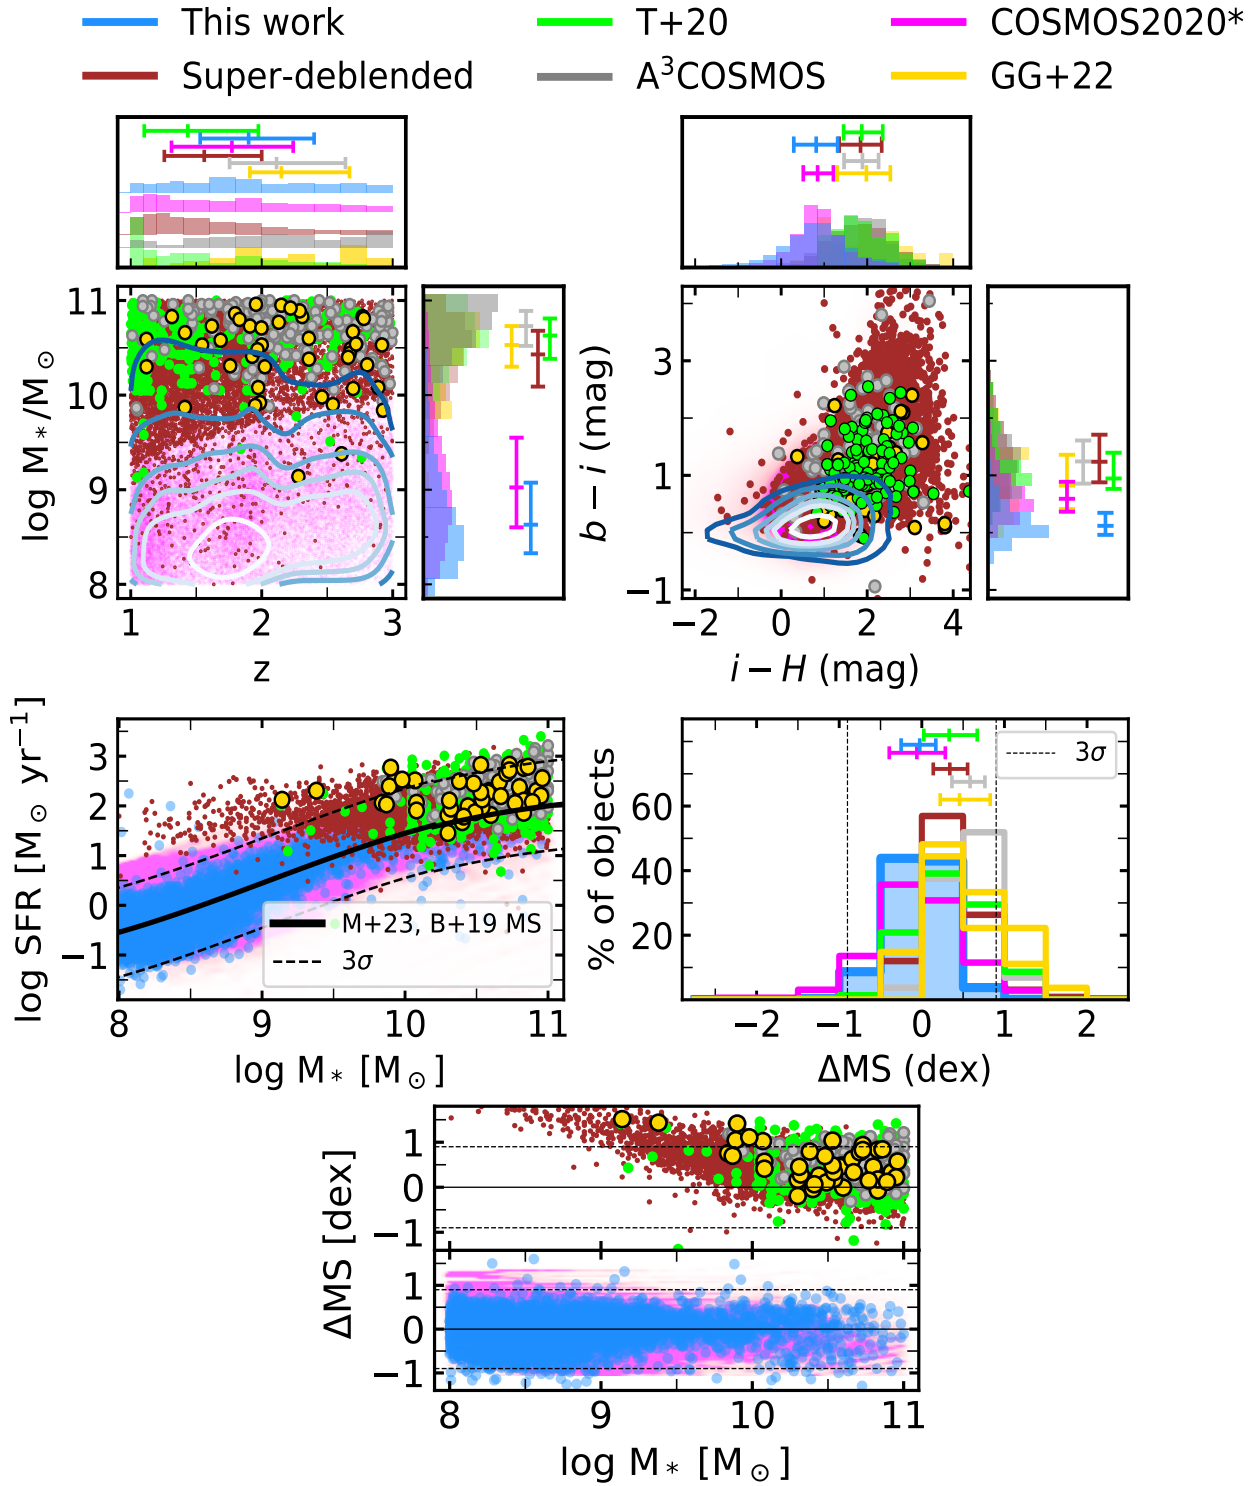 This work
T+20
COSMOS2020*
Super-deblended
A³COSMOS
GG+22
11
10
9
8
log M*/M⊙
1
2
3
z
3
1
−1
b − i (mag)
−2
0
2
4
i − H (mag)
3
2
1
0
−1
log SFR [M⊙ yr⁻¹]
M+23, B+19 MS
3σ
8
9
10
11
log M* [M⊙]
3σ
60
40
20
% of objects
−2
−1
0
1
2
ΔMS (dex)
1
0
−1
ΔMS [dex]
1
0
−1
8
9
10
11
log M* [M⊙]